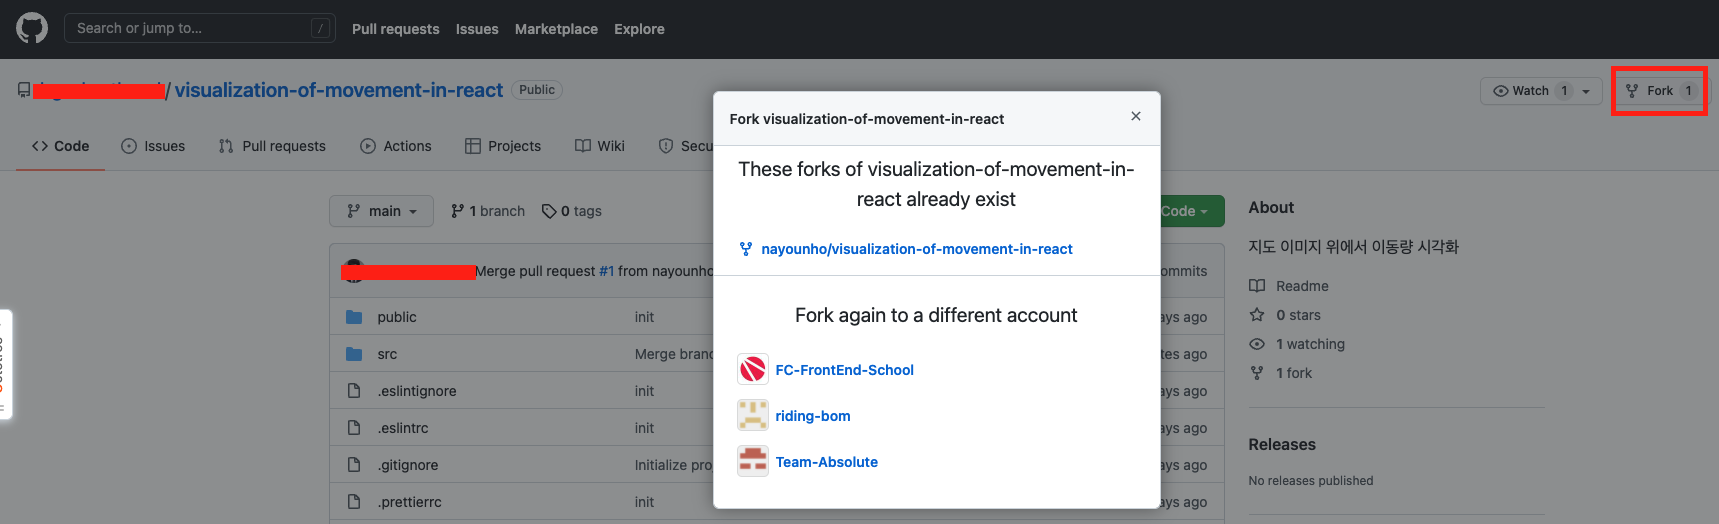 Search or jump to... / Pull requests Issues Marketplace Explore
/ visualization-of-movement-in-react Public Watch 1 Fork 1
Code Issues Pull requests Actions Projects Wiki Secu
Fork visualization-of-movement-in-react
These forks of visualization-of-movement-in-
react already exist
nayounho/visualization-of-movement-in-react
Fork again to a different account
FC-FrontEnd-School
riding-bom
Team-Absolute
main 1 branch 0 tags Code
Merge pull request #1 from nayounho ommits
public init ays ago
src Merge branc tes ago
.eslintignore init ays ago
.eslintrc init ays ago
.gitignore Initialize proj ays ago
.prettierrc init ays ago
About
지도 이미지 위에서 이동량 시각화
Readme
0 stars
1 watching
1 fork
Releases
No releases published